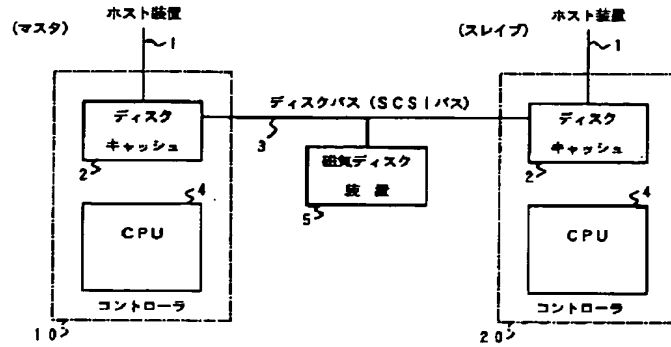 (マスタ)
ホスト装置
1
ディスク
キャッシュ
2
4
CPU
コントローラ
10
ディスクバス(SCSIバス)
3
磁気ディスク
装置
5
(スレイブ)
ホスト装置
1
ディスク
キャッシュ
2
4
CPU
コントローラ
20